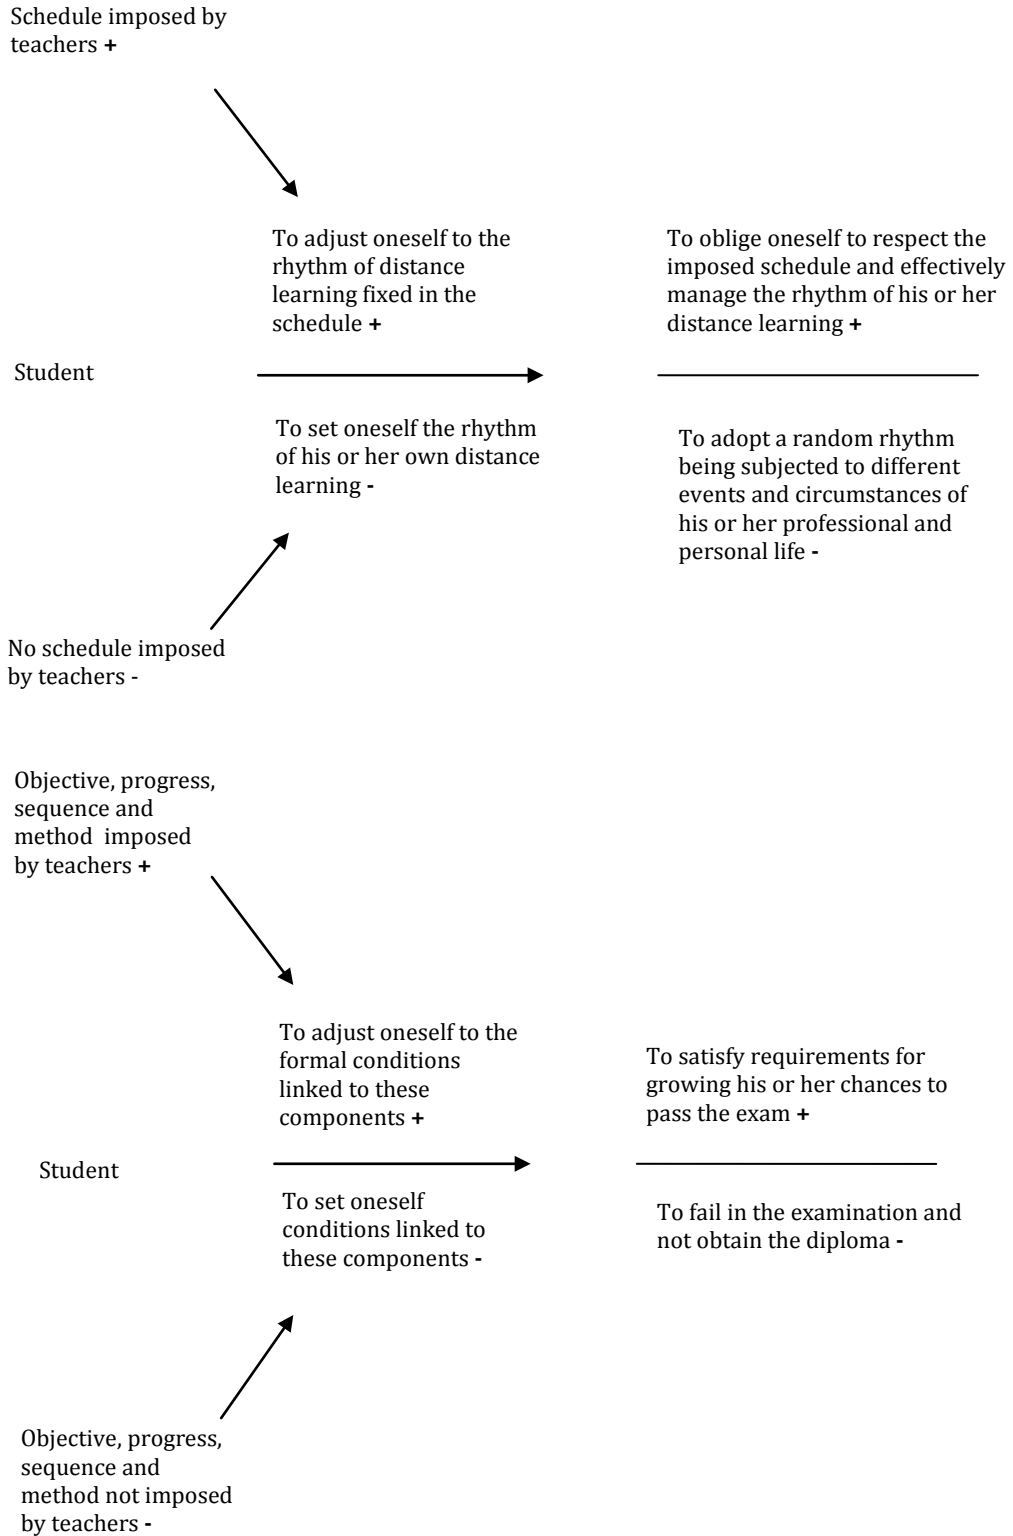 Schedule imposed by
teachers +
To adjust oneself to the
rhythm of distance
learning fixed in the
schedule +
To oblige oneself to respect the
imposed schedule and effectively
manage the rhythm of his or her
distance learning +
Student
To set oneself the rhythm
of his or her own distance
learning -
To adopt a random rhythm
being subjected to different
events and circumstances of
his or her professional and
personal life -
No schedule imposed
by teachers -
Objective, progress,
sequence and
method  imposed
by teachers +
To adjust oneself to the
formal conditions
linked to these
components +
To satisfy requirements for
growing his or her chances to
pass the exam +
Student
To set oneself
conditions linked to
these components -
To fail in the examination and
not obtain the diploma -
Objective, progress,
sequence and
method not imposed
by teachers -